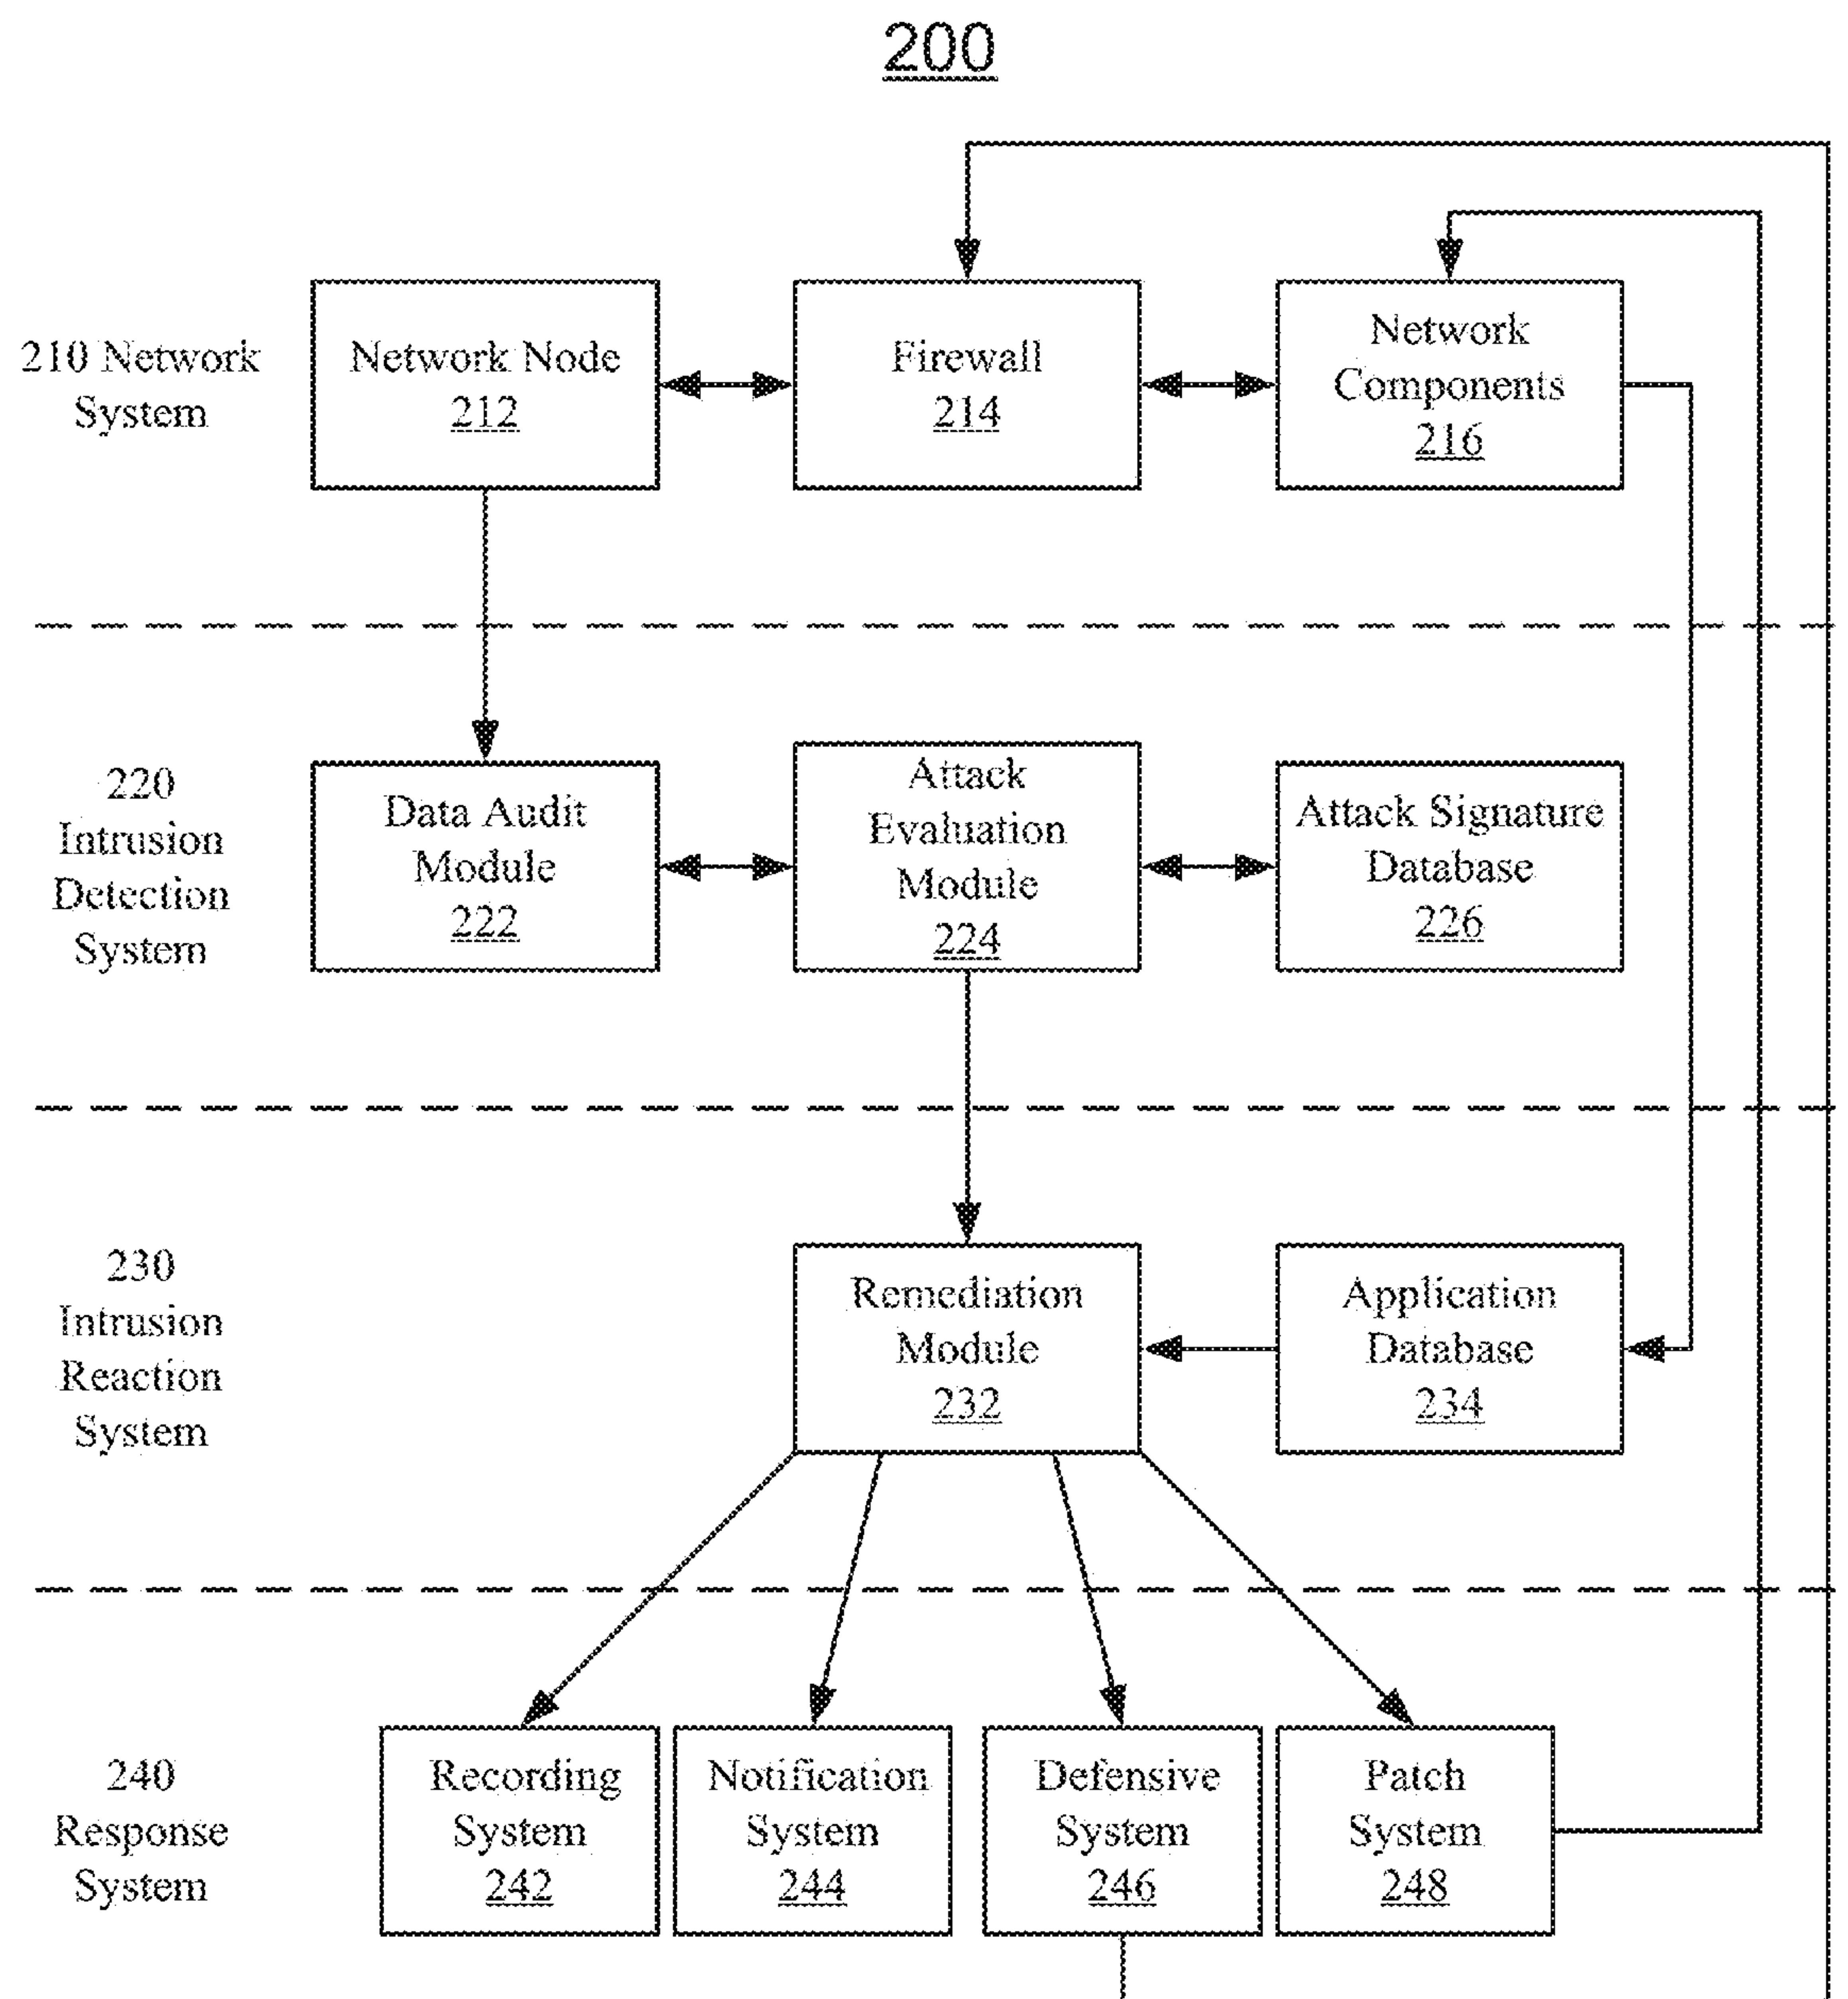 200
210 Network
System
Network Node
212
Firewall
214
Network
Components
216
220
Intrusion
Detection
System
Data Audit
Module
222
Attack
Evaluation
Module
224
Attack Signature
Database
226
230
Intrusion
Reaction
System
Remediation
Module
232
Application
Database
234
240
Response
System
Recording
System
242
Notification
System
244
Defensive
System
246
Patch
System
248